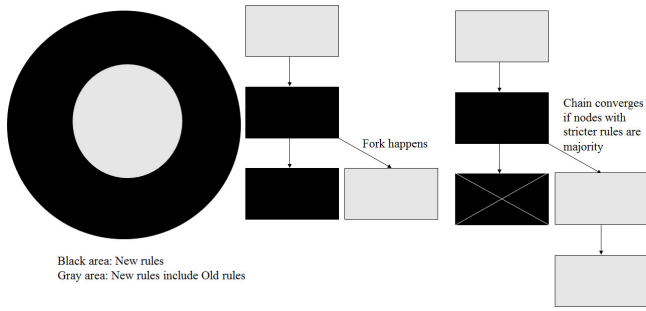 Fork happens
Chain converges
if nodes with
stricter rules are
majority
Black area: New rules
Gray area: New rules include Old rules